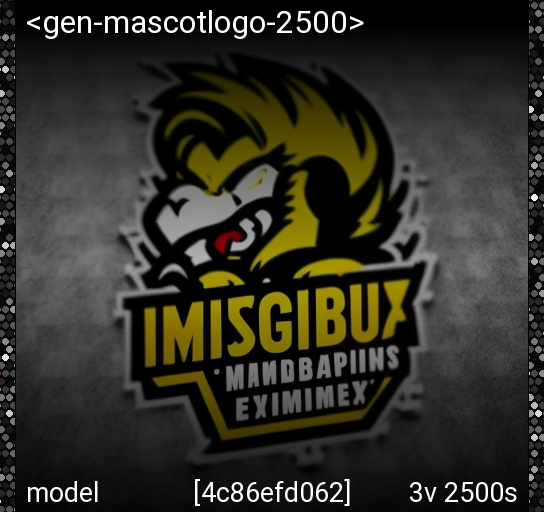 <gen-mascotlogo-2500>
IMISGIBUX
MANDBAPIINS
EXIMIMEX
model [4c86efd062] 3v 2500s